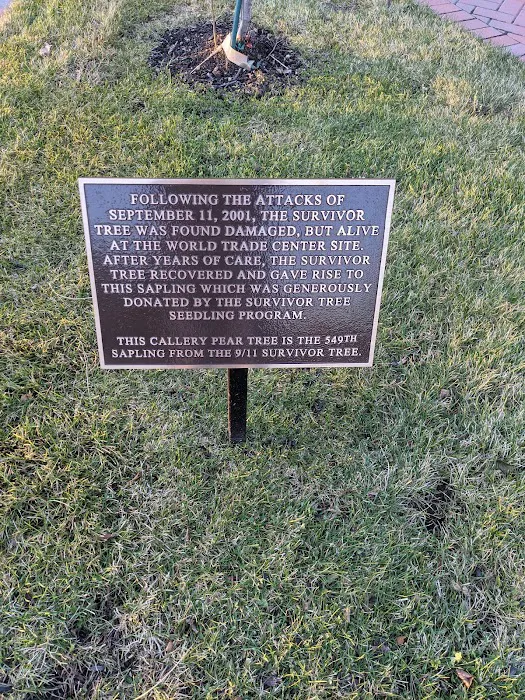 FOLLOWING THE ATTACKS OF
SEPTEMBER 11, 2001, THE SURVIVOR
TREE WAS FOUND DAMAGED, BUT ALIVE
AT THE WORLD TRADE CENTER SITE.
AFTER YEARS OF CARE, THE SURVIVOR
TREE RECOVERED AND GAVE RISE TO
THIS SAPLING WHICH WAS GENEROUSLY
DONATED BY THE SURVIVOR TREE
SEEDLING PROGRAM.
THIS CALLERY PEAR TREE IS THE 549TH
SAPLING FROM THE 9/11 SURVIVOR TREE.